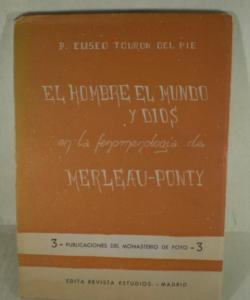 P. ELISEO TOURON DEL PIE
EL HOMBRE EL MUNDO
Y DIOS
en la fenomenología de
MERLEAU-PONTY
3 - PUBLICACIONES DEL MONASTERIO DE POYO - 3
EDITA REVISTA ESTUDIOS. - MADRID